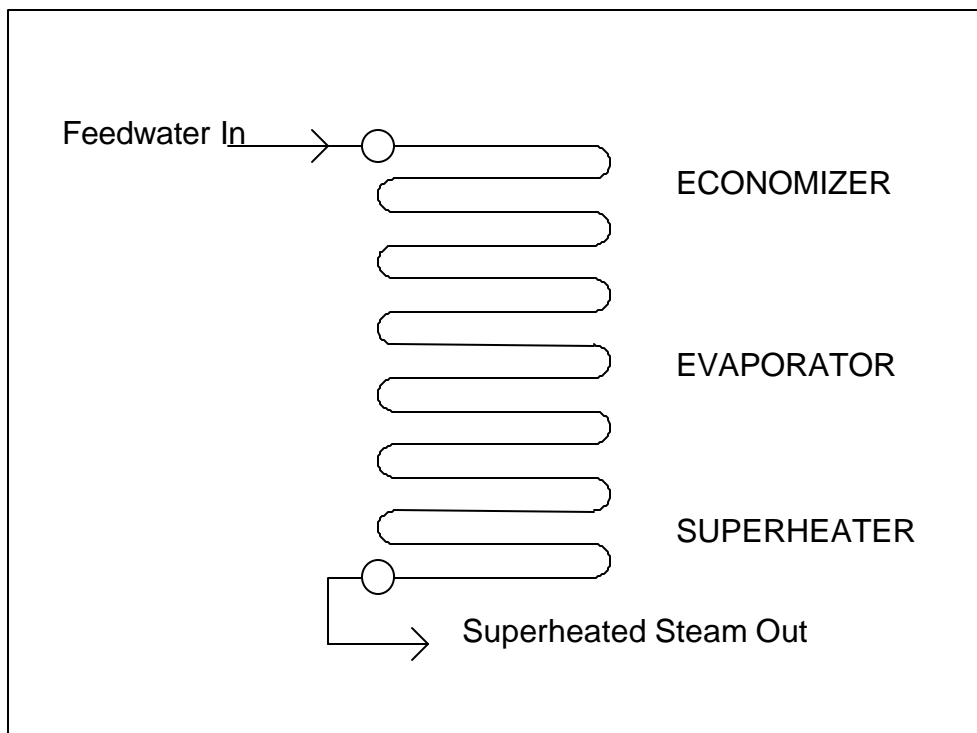 Feedwater In
ECONOMIZER
EVAPORATOR
SUPERHEATER
Superheated Steam Out